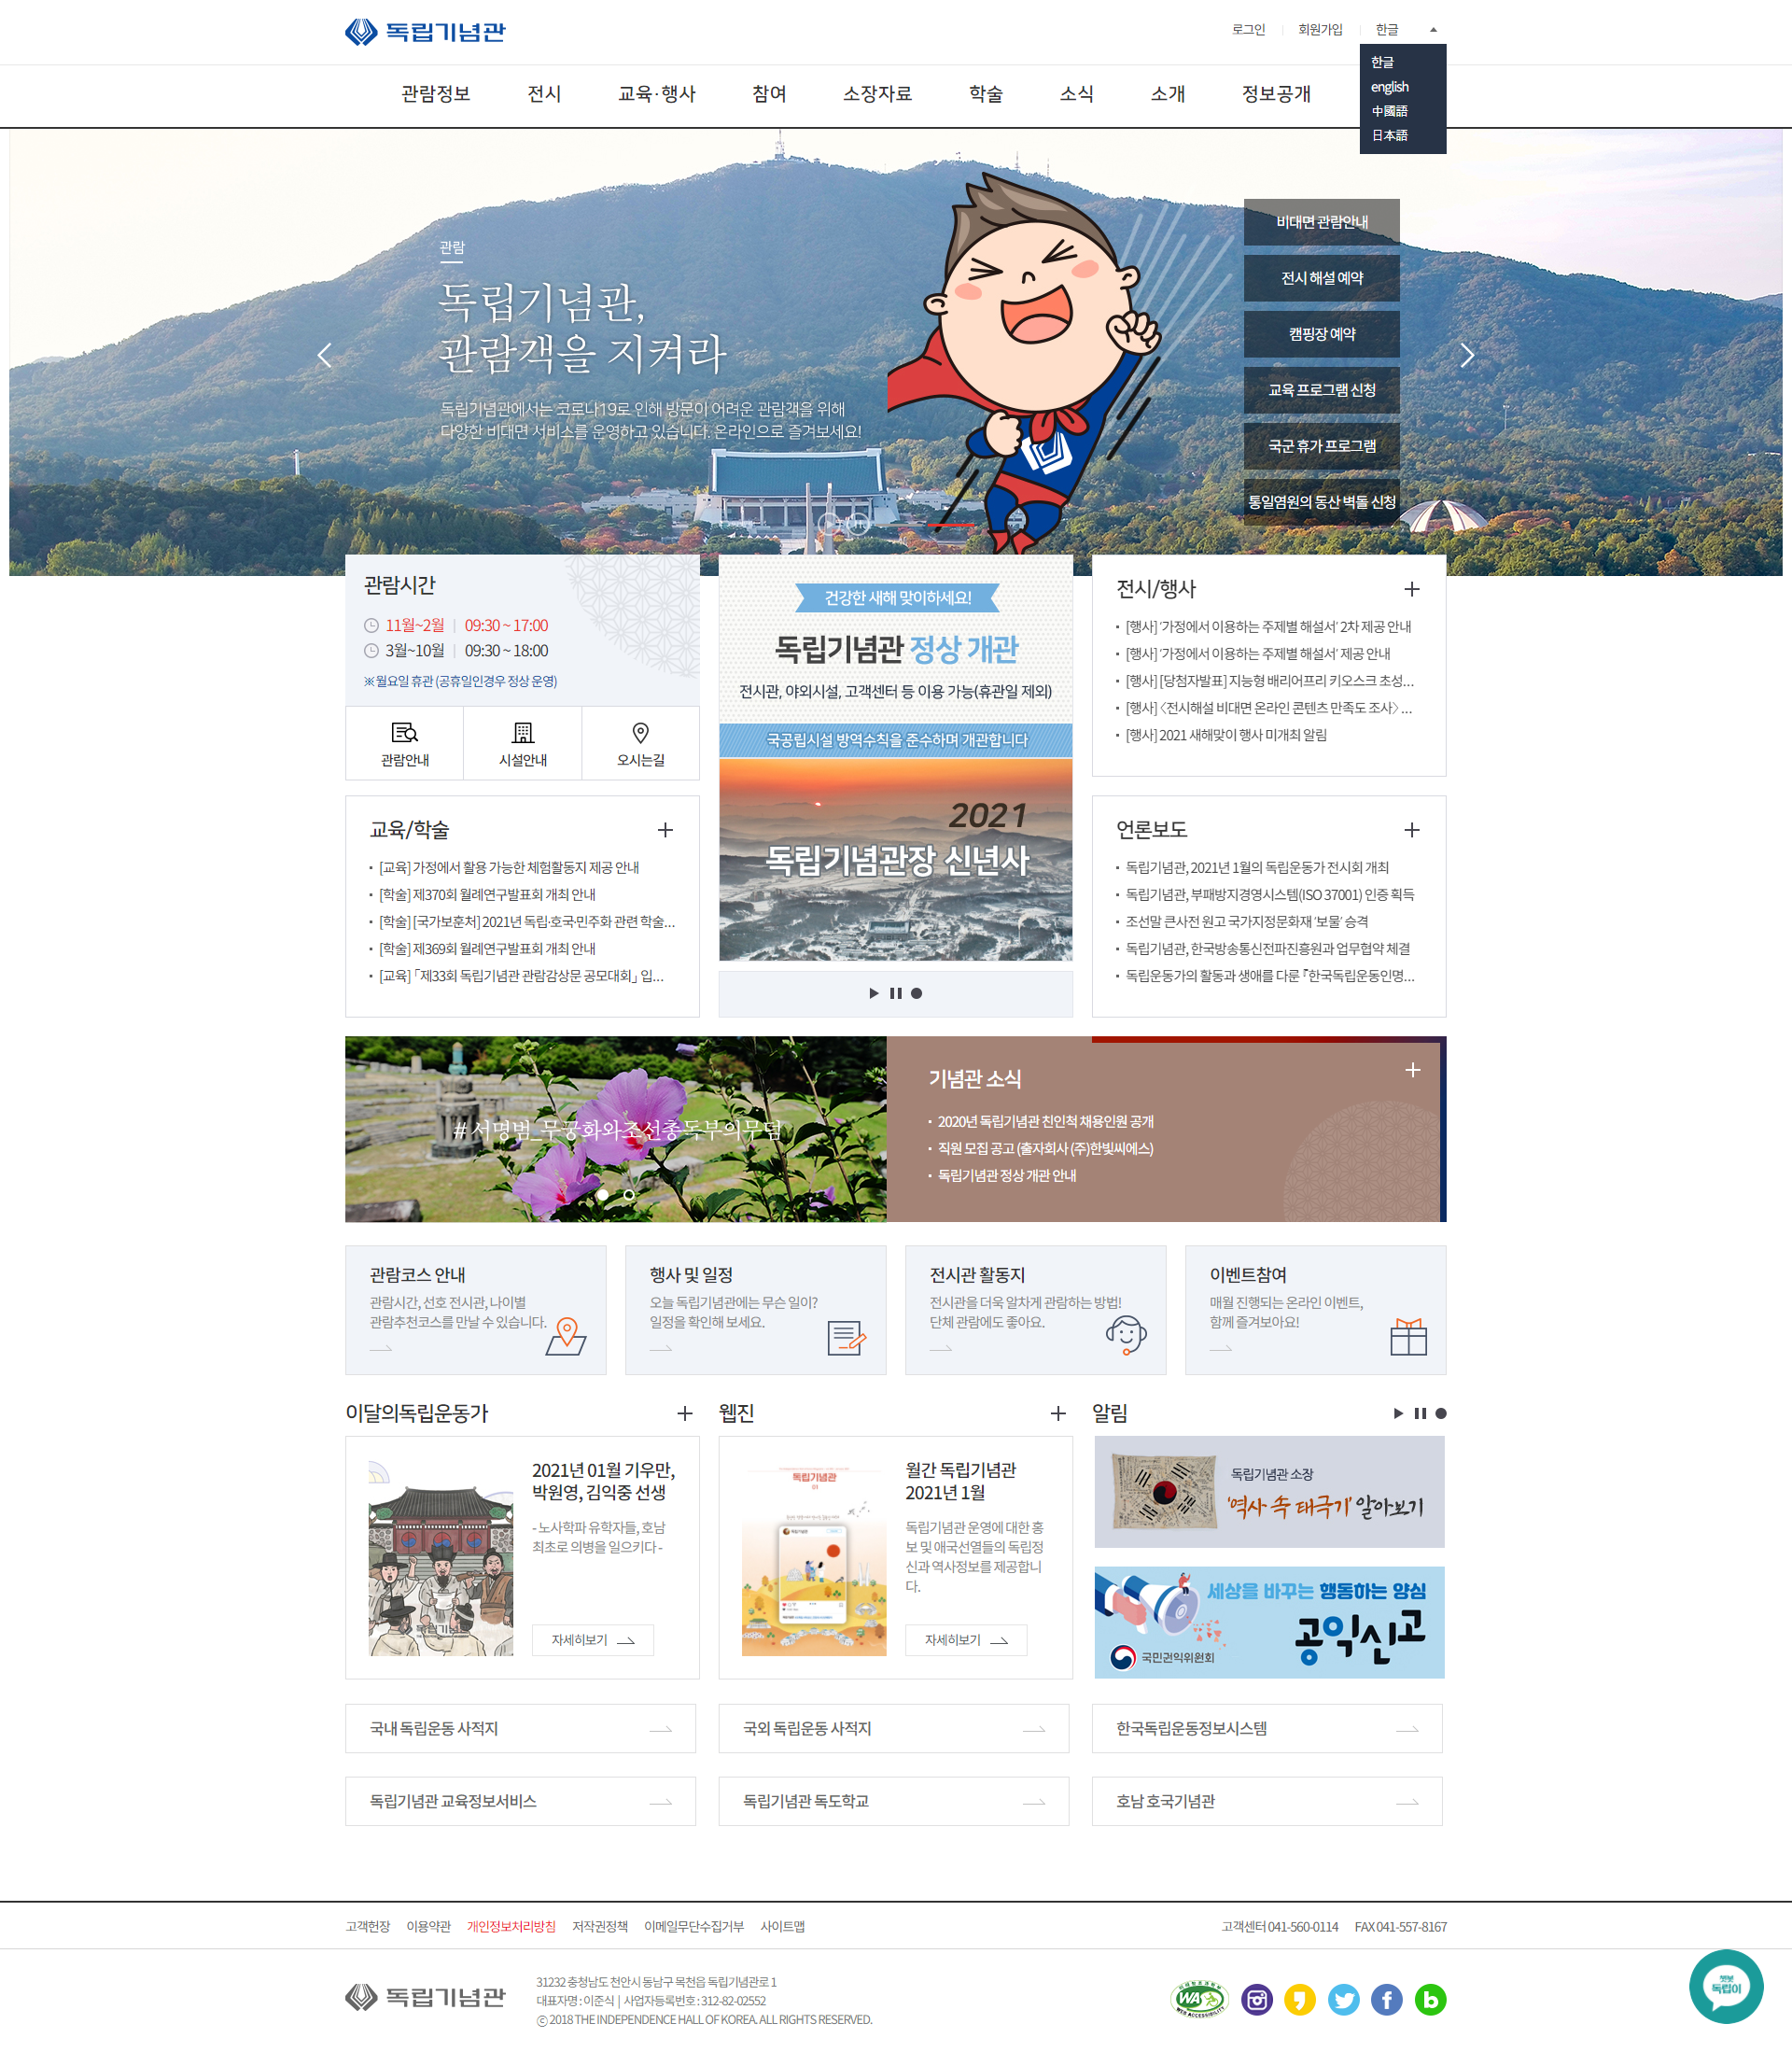 독립기념관
로그인
회원가입
한글
한글
english
中國語
日本語
관람정보
전시
교육·행사
참여
소장자료
학술
소식
소개
정보공개
관람
독립기념관,
관람객을 지켜라
독립기념관에서는 코로나19로 인해 방문이 어려운 관람객을 위해
다양한 비대면 서비스를 운영하고 있습니다. 온라인으로 즐겨보세요!
비대면 관람안내
전시 해설 예약
캠핑장 예약
교육 프로그램 신청
국군 휴가 프로그램
통일염원의 동산 벽돌 신청
관람시간
11월~2월 | 09:30 ~ 17:00
3월~10월 | 09:30 ~ 18:00
※월요일 휴관 (공휴일인경우 정상 운영)
관람안내
시설안내
오시는길
건강한 새해 맞이하세요!
독립기념관 정상 개관
전시관, 야외시설, 고객센터 등 이용 가능(휴관일 제외)
국공립시설 방역수칙을 준수하며 개관합니다
2021
독립기념관장 신년사
전시/행사
[행사] '가정에서 이용하는 주제별 해설서' 2차 제공 안내
[행사] '가정에서 이용하는 주제별 해설서' 제공 안내
[행사] [당첨자발표] 지능형 배리어프리 키오스크 초성...
[행사] 〈전시해설 비대면 온라인 콘텐츠 만족도 조사〉 ...
[행사] 2021 새해맞이 행사 미개최 알림
교육/학술
[교육] 가정에서 활용 가능한 체험활동지 제공 안내
[학술] 제370회 월례연구발표회 개최 안내
[학술] [국가보훈처] 2021년 독립·호국·민주화 관련 학술...
[학술] 제369회 월례연구발표회 개최 안내
[교육] 「제33회 독립기념관 관람감상문 공모대회」 입...
언론보도
독립기념관, 2021년 1월의 독립운동가 전시회 개최
독립기념관, 부패방지경영시스템(ISO 37001) 인증 획득
조선말 큰사전 원고 국가지정문화재 '보물' 승격
독립기념관, 한국방송통신전파진흥원과 업무협약 체결
독립운동가의 활동과 생애를 다룬 『한국독립운동인명...
# 서명범_무궁화와조선총독부의무덤
기념관 소식
2020년 독립기념관 친인척 채용인원 공개
직원 모집 공고 (출자회사 (주)한빛씨에스)
독립기념관 정상 개관 안내
관람코스 안내
관람시간, 선호 전시관, 나이별
관람추천코스를 만날 수 있습니다.
행사 및 일정
오늘 독립기념관에는 무슨 일이?
일정을 확인해 보세요.
전시관 활동지
전시관을 더욱 알차게 관람하는 방법!
단체 관람에도 좋아요.
이벤트참여
매월 진행되는 온라인 이벤트,
함께 즐겨보아요!
이달의독립운동가
2021년 01월 기우만,
박원영, 김익중 선생
- 노사학파 유학자들, 호남
최초로 의병을 일으키다 -
자세히보기
웹진
독립기념관
월간 독립기념관
2021년 1월
독립기념관 운영에 대한 홍
보 및 애국선열들의 독립정
신과 역사정보를 제공합니
다.
자세히보기
알림
독립기념관 소장
'역사 속 태극기' 알아보기
세상을 바꾸는 행동하는 양심
공익신고
국민권익위원회
국내 독립운동 사적지
국외 독립운동 사적지
한국독립운동정보시스템
독립기념관 교육정보서비스
독립기념관 독도학교
호남 호국기념관
고객헌장
이용약관
개인정보처리방침
저작권정책
이메일무단수집거부
사이트맵
고객센터 041-560-0114
FAX 041-557-8167
독립기념관
31232 충청남도 천안시 동남구 목천읍 독립기념관로 1
대표자명 : 이준식 | 사업자등록번호 : 312-82-02552
ⓒ 2018 THE INDEPENDENCE HALL OF KOREA. ALL RIGHTS RESERVED.
WA
WEB ACCESSIBILITY
챗봇
독립이